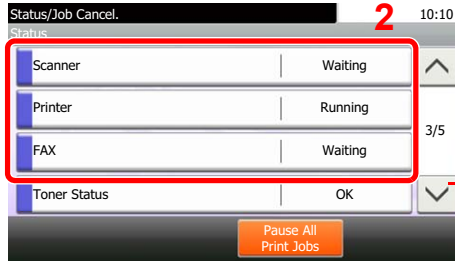 Status/Job Cancel. 2 10:10
Status
Scanner Waiting
Printer Running
3/5
FAX Waiting
Toner Status OK
Pause All
Print Jobs